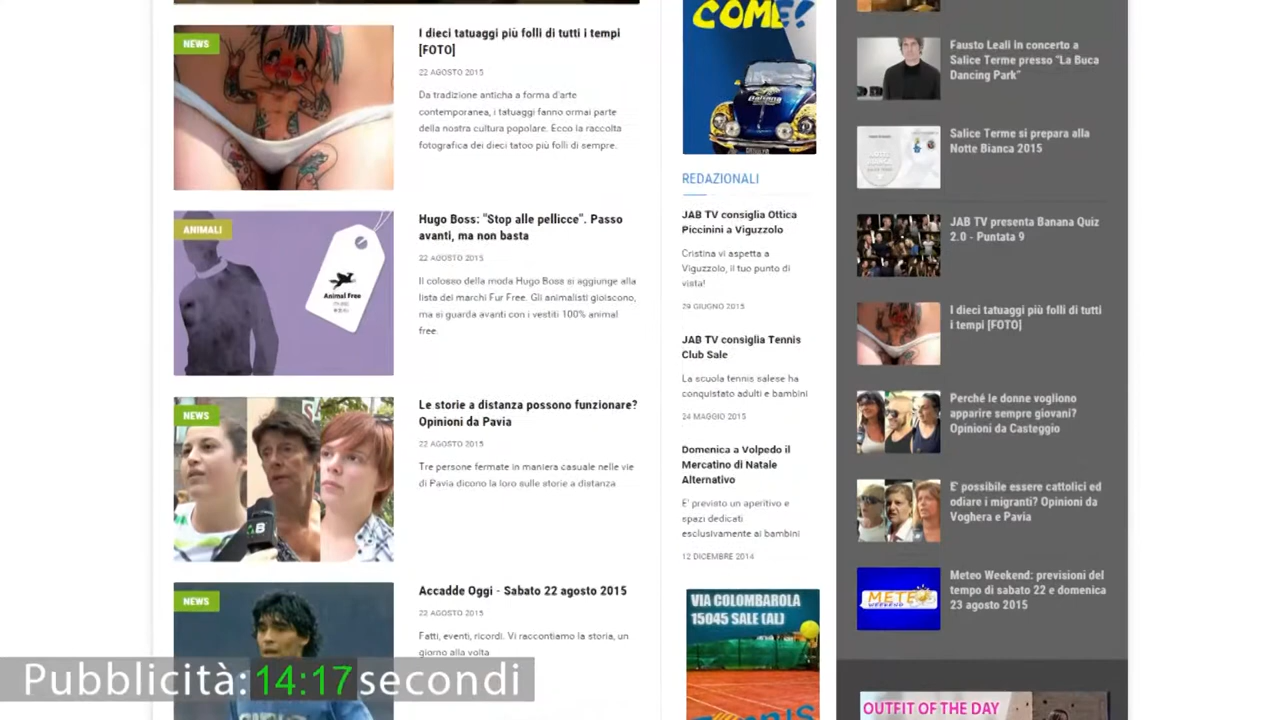 NEWS
I dieci tatuaggi più folli di tutti i tempi
[FOTO]
22 AGOSTO 2015
Da tradizione anticha a forma d'arte
contemporanea, i tatuaggi fanno ormai parte
della nostra cultura popolare. Ecco la raccolta
fotografica dei dieci tatoo più folli di sempre.
ANIMALI
Animal Free
Hugo Boss: "Stop alle pellicce". Passo
avanti, ma non basta
22 AGOSTO 2015
Il colosso della moda Hugo Boss si aggiunge alla
lista dei marchi Fur Free. Gli animalisti gioiscono,
ma si guarda avanti con i vestiti 100% animal
free.
NEWS
Le storie a distanza possono funzionare?
Opinioni da Pavia
22 AGOSTO 2015
Tre persone fermate in maniera casuale nelle vie
di Pavia dicono la loro sulle storie a distanza
NEWS
Accadde Oggi - Sabato 22 agosto 2015
22 AGOSTO 2015
Fatti, eventi, ricordi. Vi raccontiamo la storia, un
giorno alla volta
COME!
REDAZIONALI
JAB TV consiglia Ottica
Piccinini a Viguzzolo
Cristina vi aspetta a
Viguzzolo, il tuo punto di
vista!
29 GIUGNO 2015
JAB TV consiglia Tennis
Club Sale
La scuola tennis salese ha
conquistato adulti e bambini
24 MAGGIO 2015
Domenica a Volpedo il
Mercatino di Natale
Alternativo
E' previsto un aperitivo e
spazi dedicati
esclusivamente ai bambini
12 DICEMBRE 2014
VIA COLOMBAROLA
15045 SALE (AL)
Tennis
Fausto Leali in concerto a
Salice Terme presso "La Buca
Dancing Park"
Salice Terme si prepara alla
Notte Bianca 2015
JAB TV presenta Banana Quiz
2.0 - Puntata 9
I dieci tatuaggi più folli di tutti
i tempi [FOTO]
Perché le donne vogliono
apparire sempre giovani?
Opinioni da Casteggio
E' possibile essere cattolici ed
odiare i migranti? Opinioni da
Voghera e Pavia
METEO
WEEKEND
Meteo Weekend: previsioni del
tempo di sabato 22 e domenica
23 agosto 2015
OUTFIT OF THE DAY
Pubblicità: 14:17 secondi